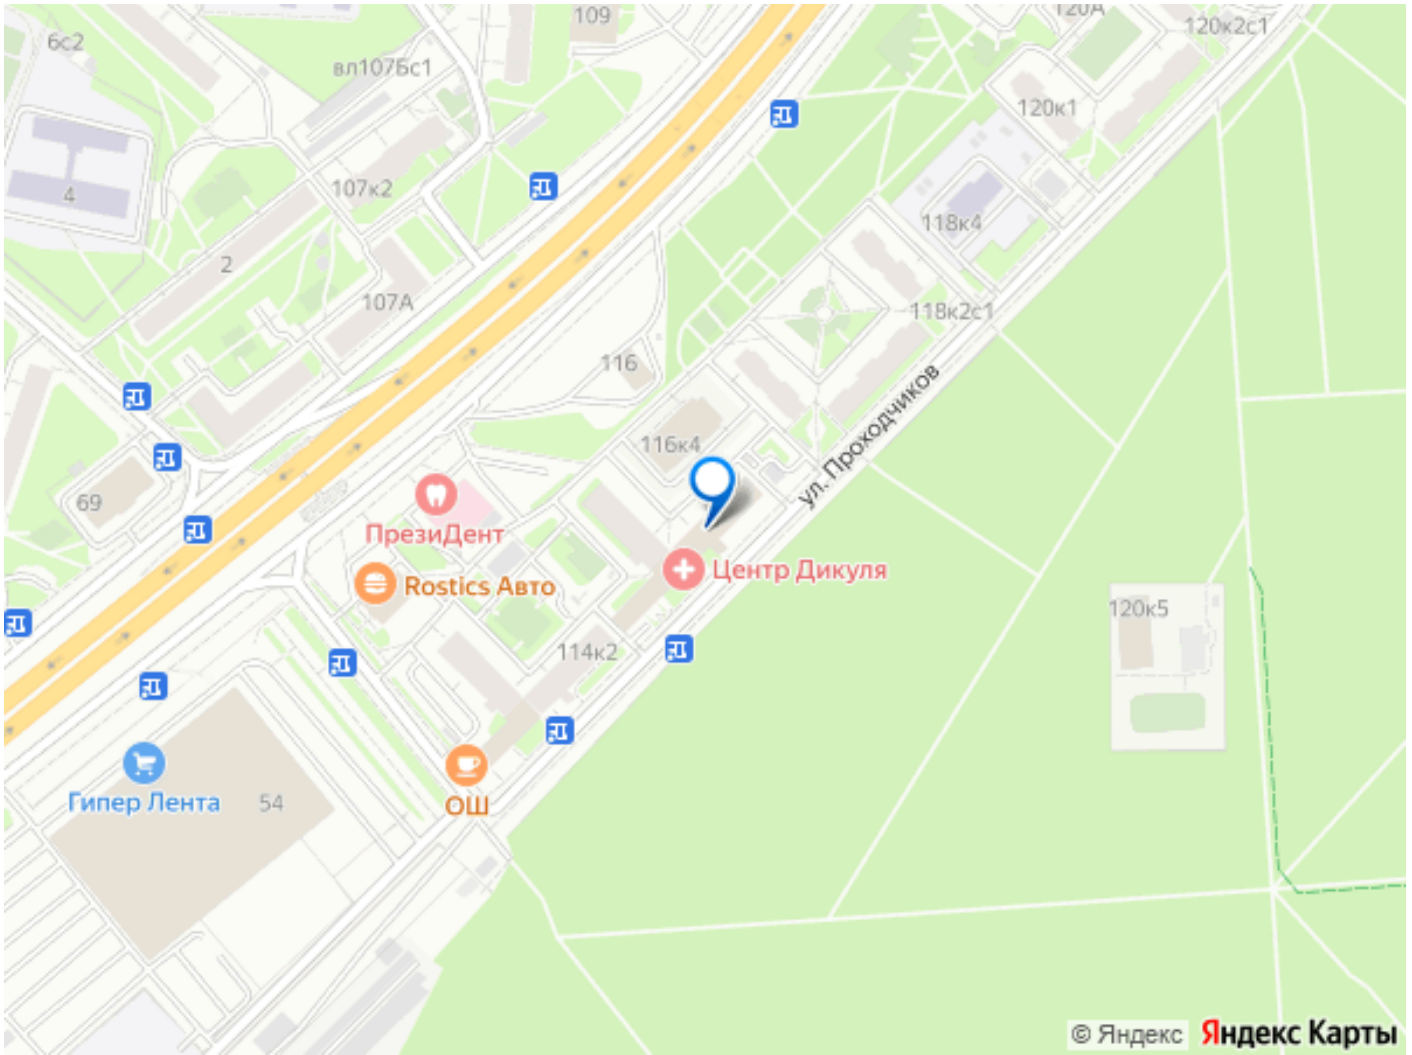 109
120А
120к2с1
6с2
вл107Бс1
120к1
4
107к2
118к4
2
107А
118к2с1
116
116к4
ул. Проходчиков
69
ПрезиДент
Rostics Авто
Центр Дикуля
120к5
114к2
Гипер Лента
54
ОШ
© Яндекс
Яндекс Карты